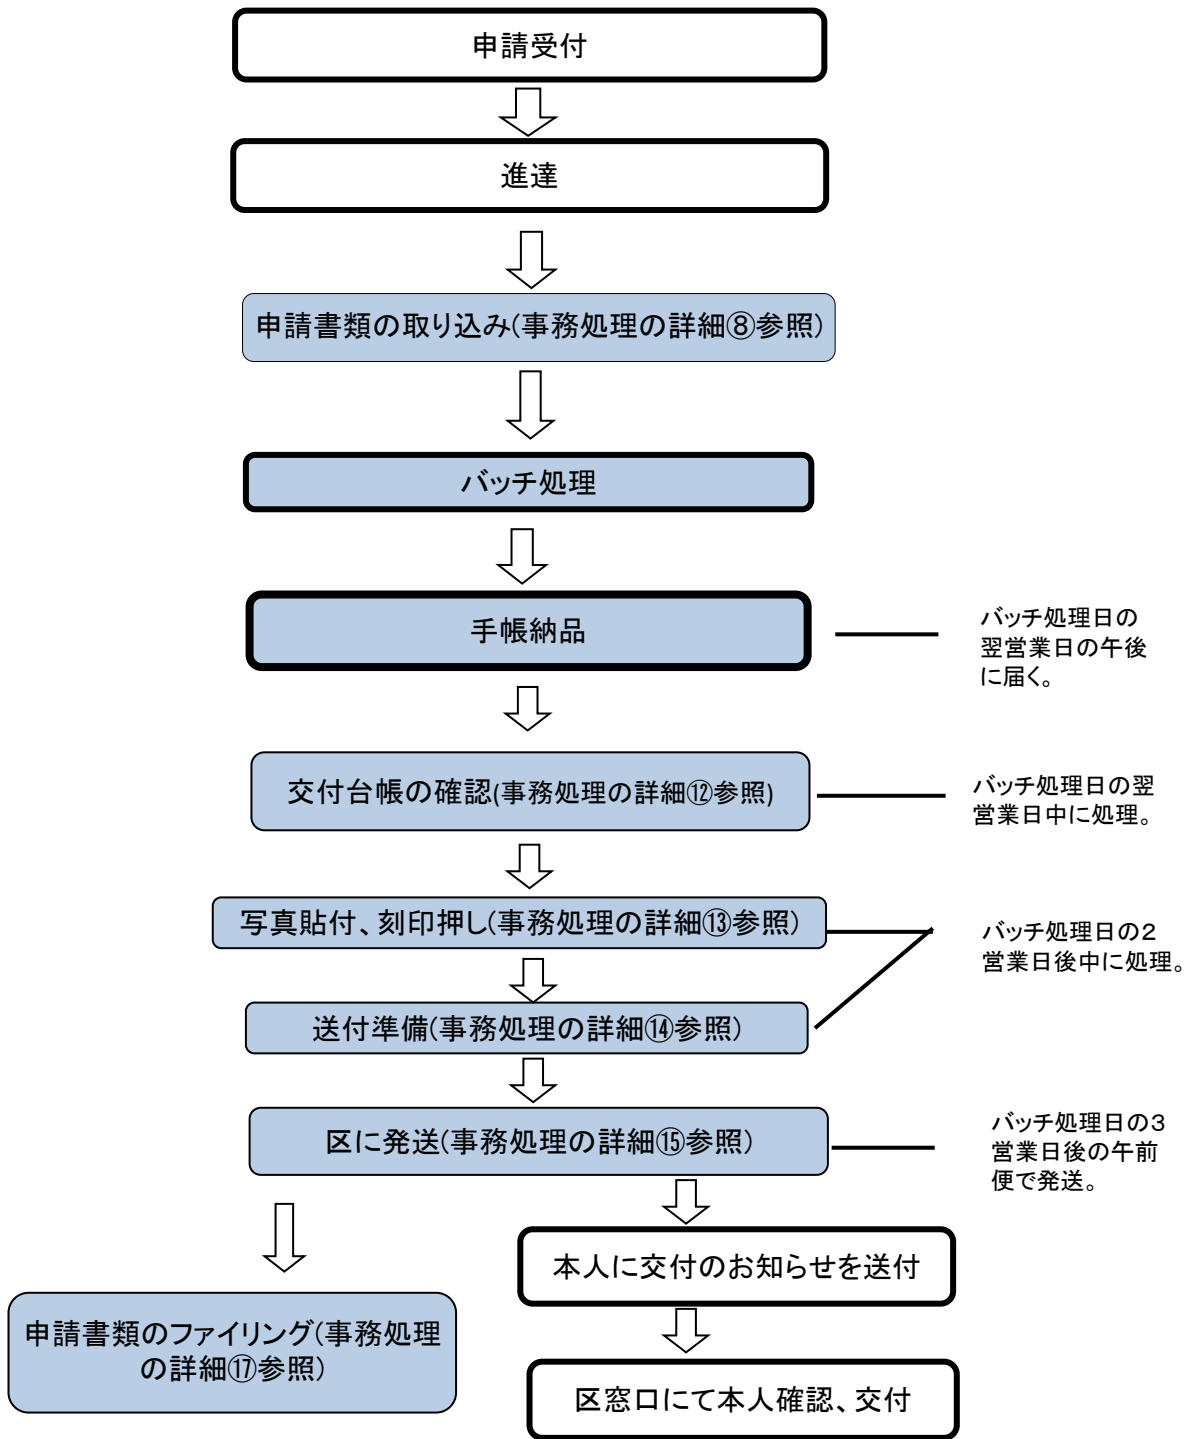 申請受付
進達
申請書類の取り込み(事務処理の詳細⑧参照)
バッチ処理
手帳納品
バッチ処理日の
翌営業日の午後
に届く。
交付台帳の確認(事務処理の詳細⑫参照)
バッチ処理日の翌
営業日中に処理。
写真貼付、刻印押し(事務処理の詳細⑬参照)
バッチ処理日の２
営業日後中に処理。
送付準備(事務処理の詳細⑭参照)
区に発送(事務処理の詳細⑮参照)
バッチ処理日の３
営業日後の午前
便で発送。
本人に交付のお知らせを送付
申請書類のファイリング(事務処理
の詳細⑰参照)
区窓口にて本人確認、交付